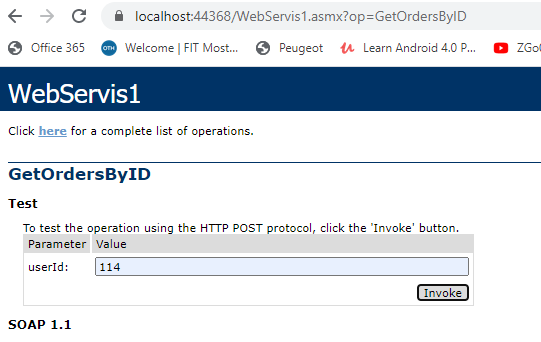 localhost:44368/WebServis1.asmx?op=GetOrdersByID
Office 365 OTH Welcome | FIT Most... Peugeot Learn Android 4.0 P... ZGo
WebServis1
Click here for a complete list of operations.
GetOrdersByID
Test
To test the operation using the HTTP POST protocol, click the 'Invoke' button.
Parameter Value
userId: 114
Invoke
SOAP 1.1